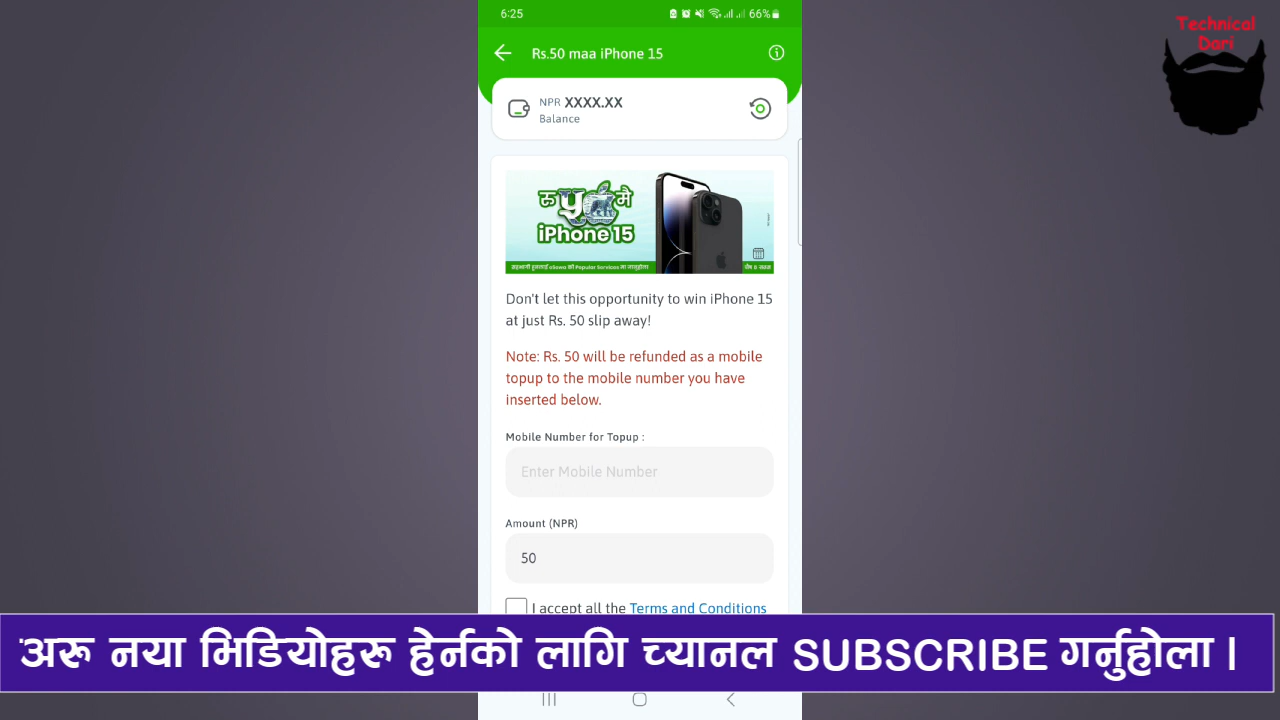 6:25
66%
Rs.50 maa iPhone 15
NPR XXXX.XX
Balance
Technical
Dari
रु ५० मै
iPhone 15
Don't let this opportunity to win iPhone 15
at just Rs. 50 slip away!
Note: Rs. 50 will be refunded as a mobile
topup to the mobile number you have
inserted below.
Mobile Number for Topup :
Enter Mobile Number
Amount (NPR)
50
I accept all the Terms and Conditions
अरू नया भिडियोहरू हेर्नको लागि च्यानल SUBSCRIBE गर्नुहोला ।